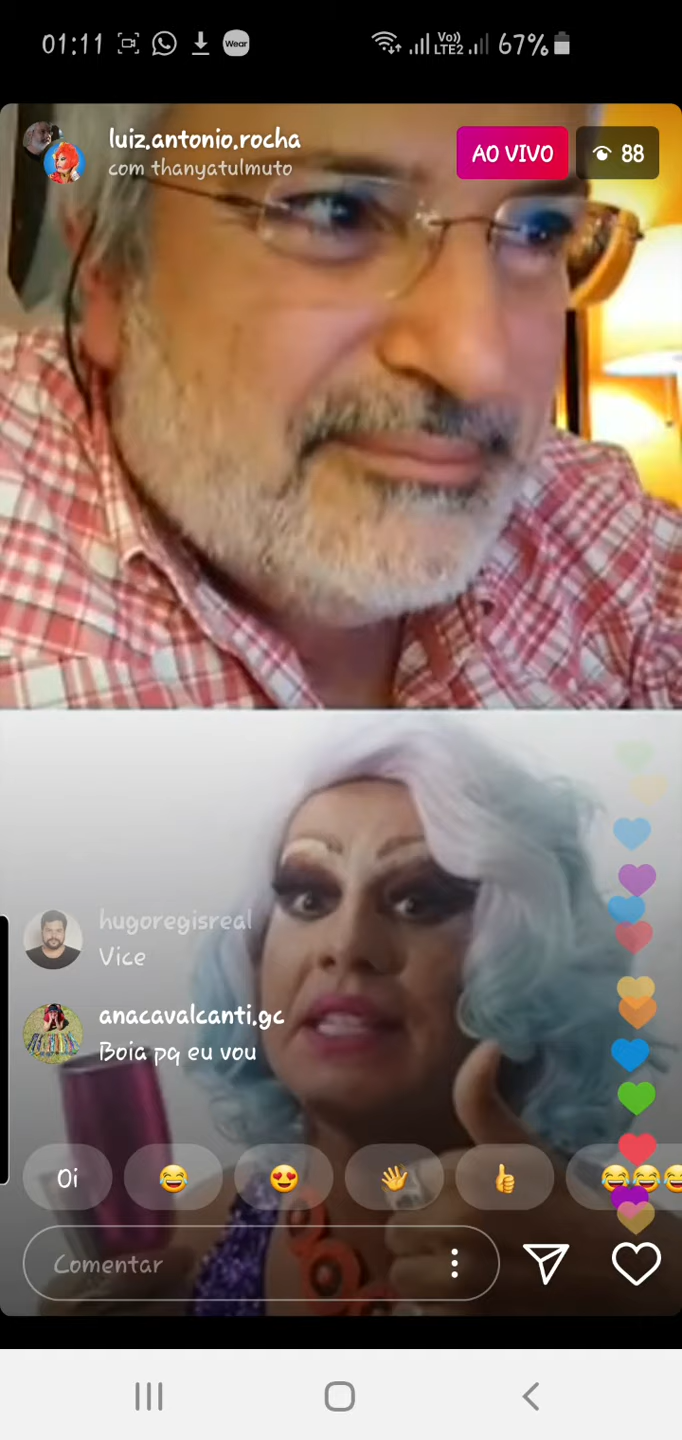 01:11
Wear
Vo))
LTE2
67%
luiz.antonio.rocha
com thanyatulmuto
AO VIVO
88
hugoregisreal
Vice
anacavalcanti.gc
Boia pq eu vou
Oi
Comentar